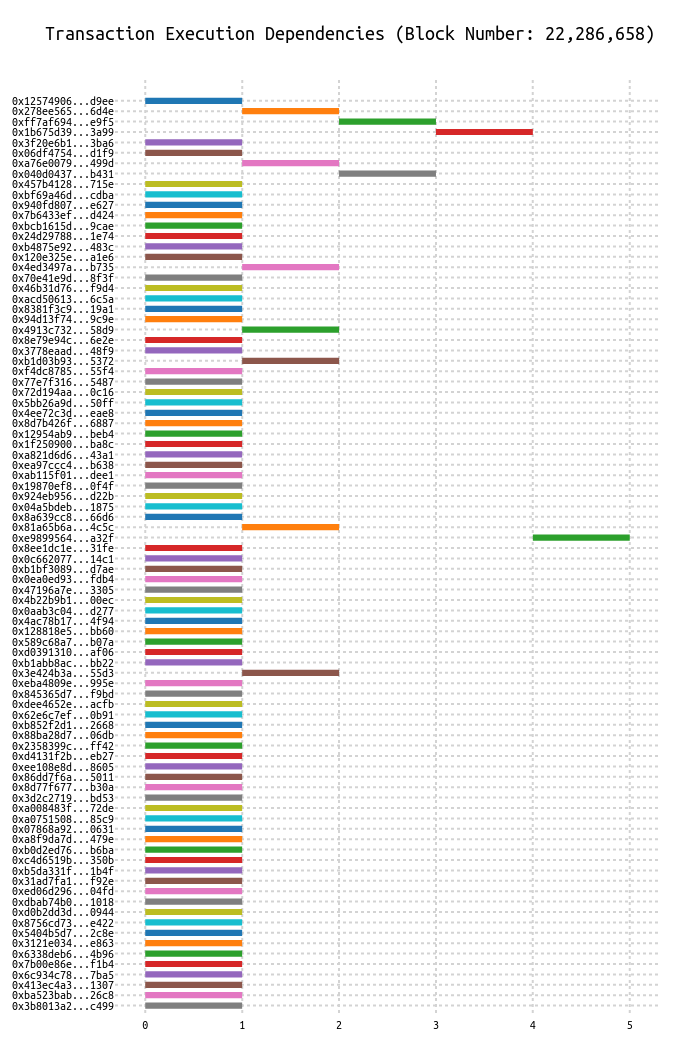 Transaction Execution Dependencies (Block Number: 22,286,658)
0x12574906...d9ee
0x278ee565...6d4e
0xff7af694...e9f5
0x1b675d39...3a99
0x3f20e6b1...3ba6
0x06df4754...d1f9
0xa76e0079...499d
0x040d0437...b431
0x457b4128...715e
0xbf69a46d...cdba
0x940fd807...e627
0x7b6433ef...d424
0xbcb1615d...9cae
0x24d29788...1e74
0xb4875e92...483c
0x120e325e...a1e6
0x4ed3497a...b735
0x70e41e9d...8f3f
0x46b31d76...f9d4
0xacd50613...6c5a
0x8381f3c9...19a1
0x94d13f74...9c9e
0x4913c732...58d9
0x8e79e94c...6e2e
0x3778eaad...48f9
0xb1d03b93...5372
0xf4dc8785...55f4
0x77e7f316...5487
0x72d194aa...0c16
0x5bb26a9d...50ff
0x4ee72c3d...eae8
0x8d7b426f...6887
0x12954ab9...beb4
0x1f250900...ba8c
0xa821d6d6...43a1
0xea97ccc4...b638
0xab115f01...dee1
0x19870ef8...0f4f
0x924eb956...d22b
0x04a5bdeb...1875
0x8a639cc8...66d6
0x81a65b6a...4c5c
0xe9899564...a32f
0x8ee1dc1e...31fe
0x0c662077...14c1
0xb1bf3089...d7ae
0x0ea0ed93...fdb4
0x47196a7e...3305
0x4b22b9b1...00ec
0x0aab3c04...d277
0x4ac78b17...4f94
0x128818e5...bb60
0x589c68a7...b07a
0xd0391310...af06
0xb1abb8ac...bb22
0x3e424b3a...55d3
0xeba4809e...995e
0x845365d7...f9bd
0xdee4652e...acfb
0x62e6c7ef...0b91
0xb852f2d1...2668
0x88ba28d7...06db
0x2358399c...ff42
0xd4131f2b...eb27
0xee108e8d...8605
0x86dd7f6a...5011
0x8d77f677...b30a
0x3d2c2719...bd53
0xa008483f...72de
0xa0751508...85c9
0x07868a92...0631
0xa8f9da7d...479e
0xb0d2ed76...b6ba
0xc4d6519b...350b
0xb5da331f...1b4f
0x31ad7fa1...f92e
0xed06d296...04fd
0xdbab74b0...1018
0xd0b2dd3d...0944
0x8756cd73...e422
0x5404b5d7...2c8e
0x3121e034...e863
0x6338deb6...4b96
0x7b00e86e...f1b4
0x6c934c78...7ba5
0x413ec4a3...1307
0xba523bab...26c8
0x3b8013a2...c499
0 1 2 3 4 5